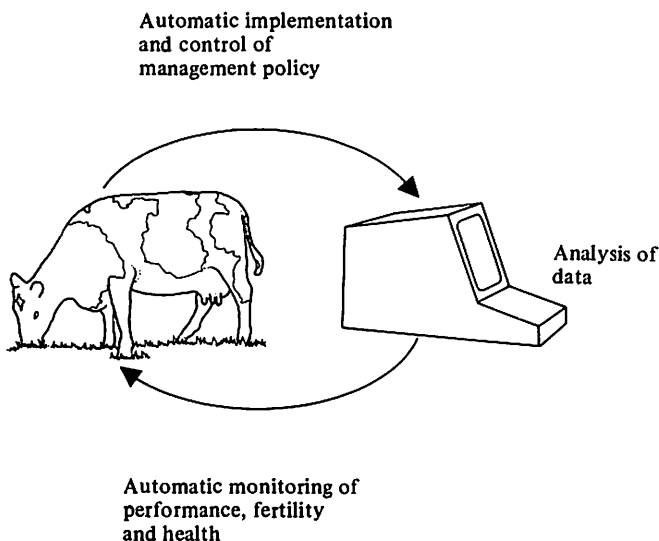 Automatic implementation
and control of
management policy
Analysis of
data
Automatic monitoring of
performance, fertility
and health